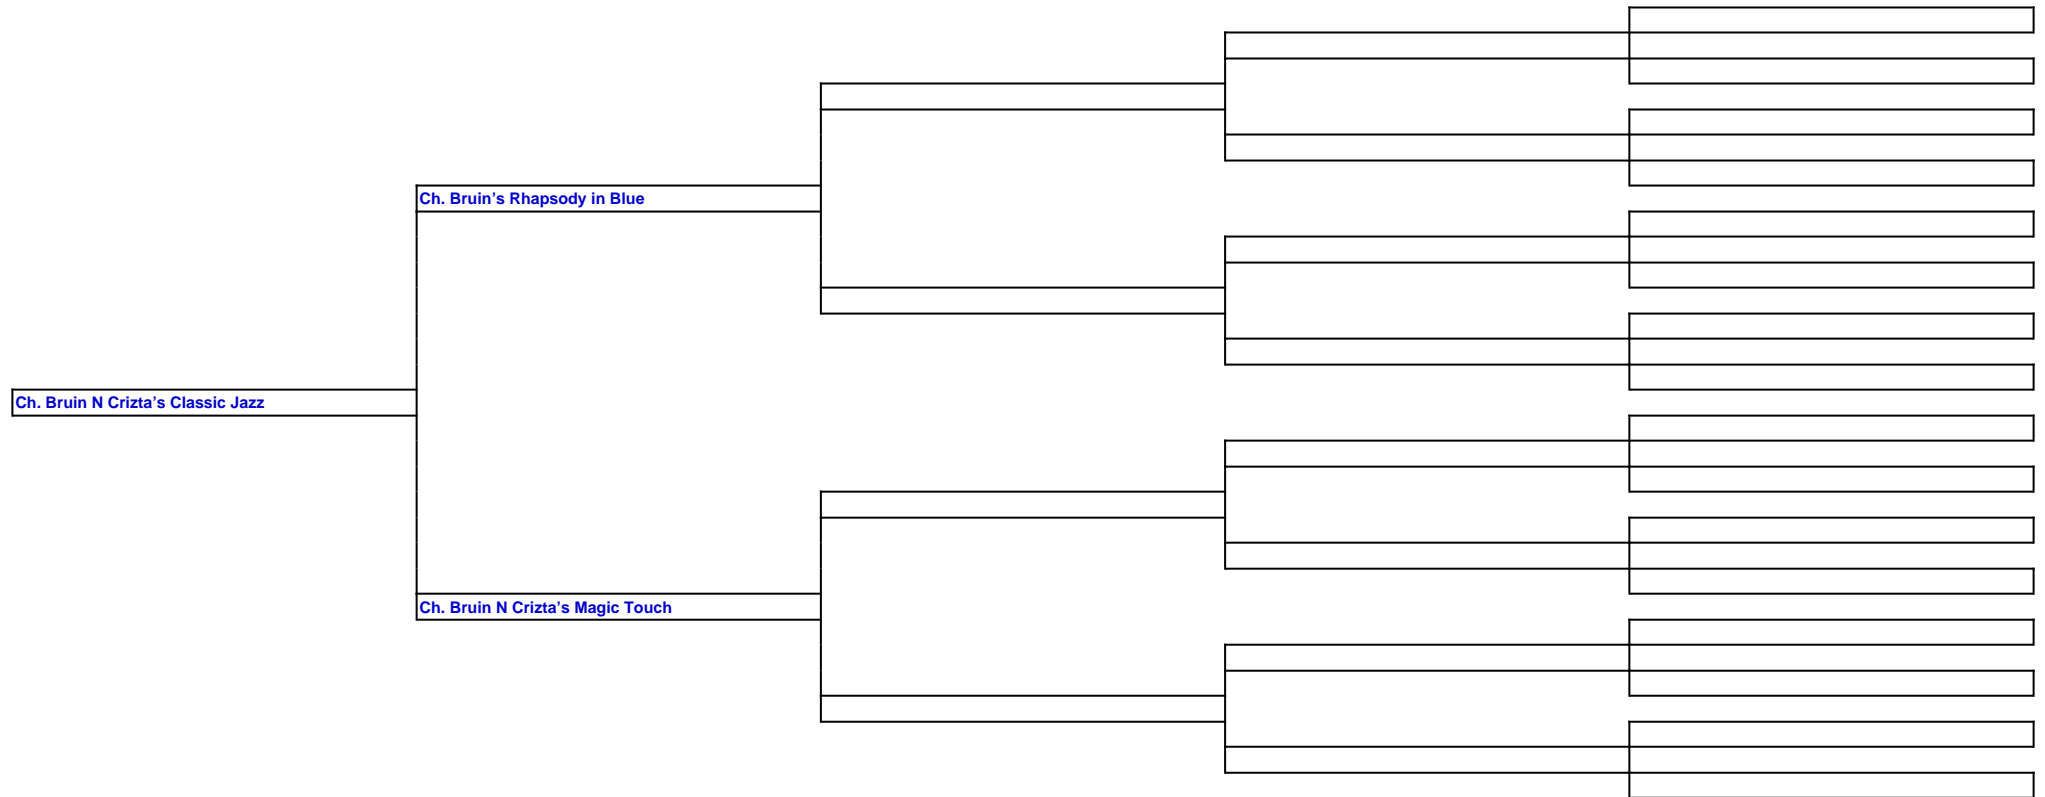 Ch. Bruin’s Rhapsody in Blue
Ch. Bruin N Crizta’s Classic Jazz
Ch. Bruin N Crizta’s Magic Touch